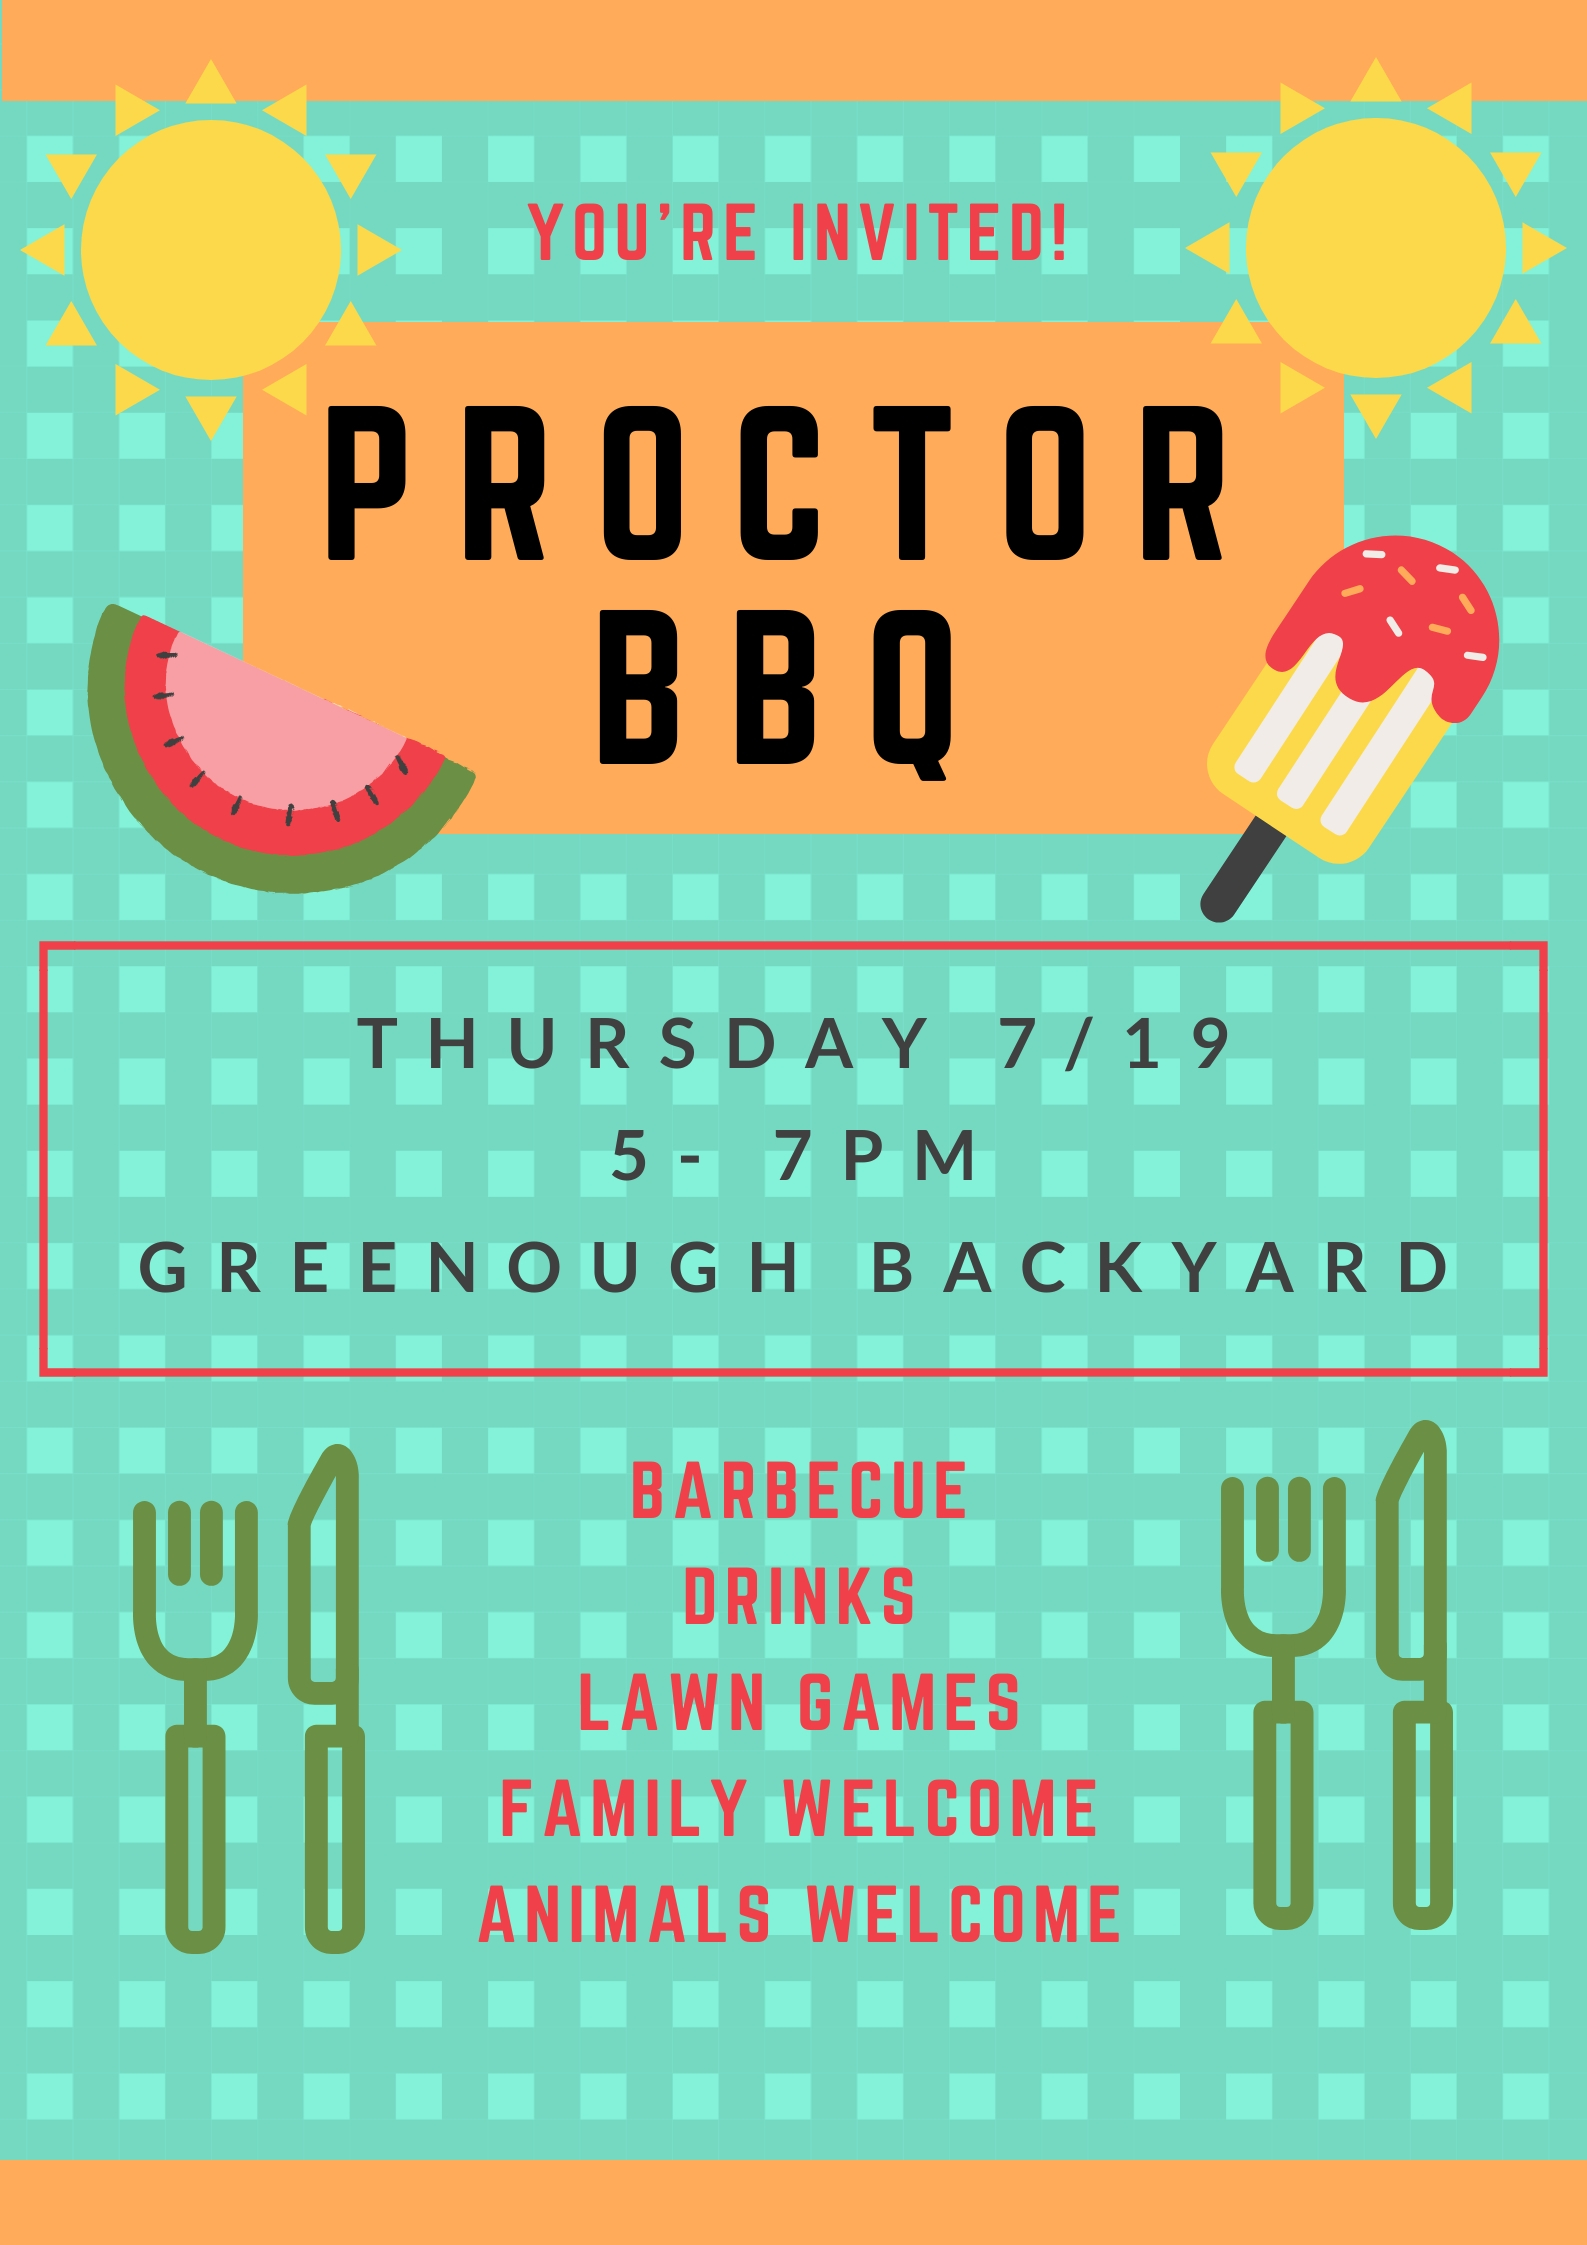 YOU'RE INVITED!
PROCTOR
BBQ
THURSDAY 7/19
5- 7PM
GREENOUGH BACKYARD
BARBECUE
DRINKS
LAWN GAMES
FAMILY WELCOME
ANIMALS WELCOME